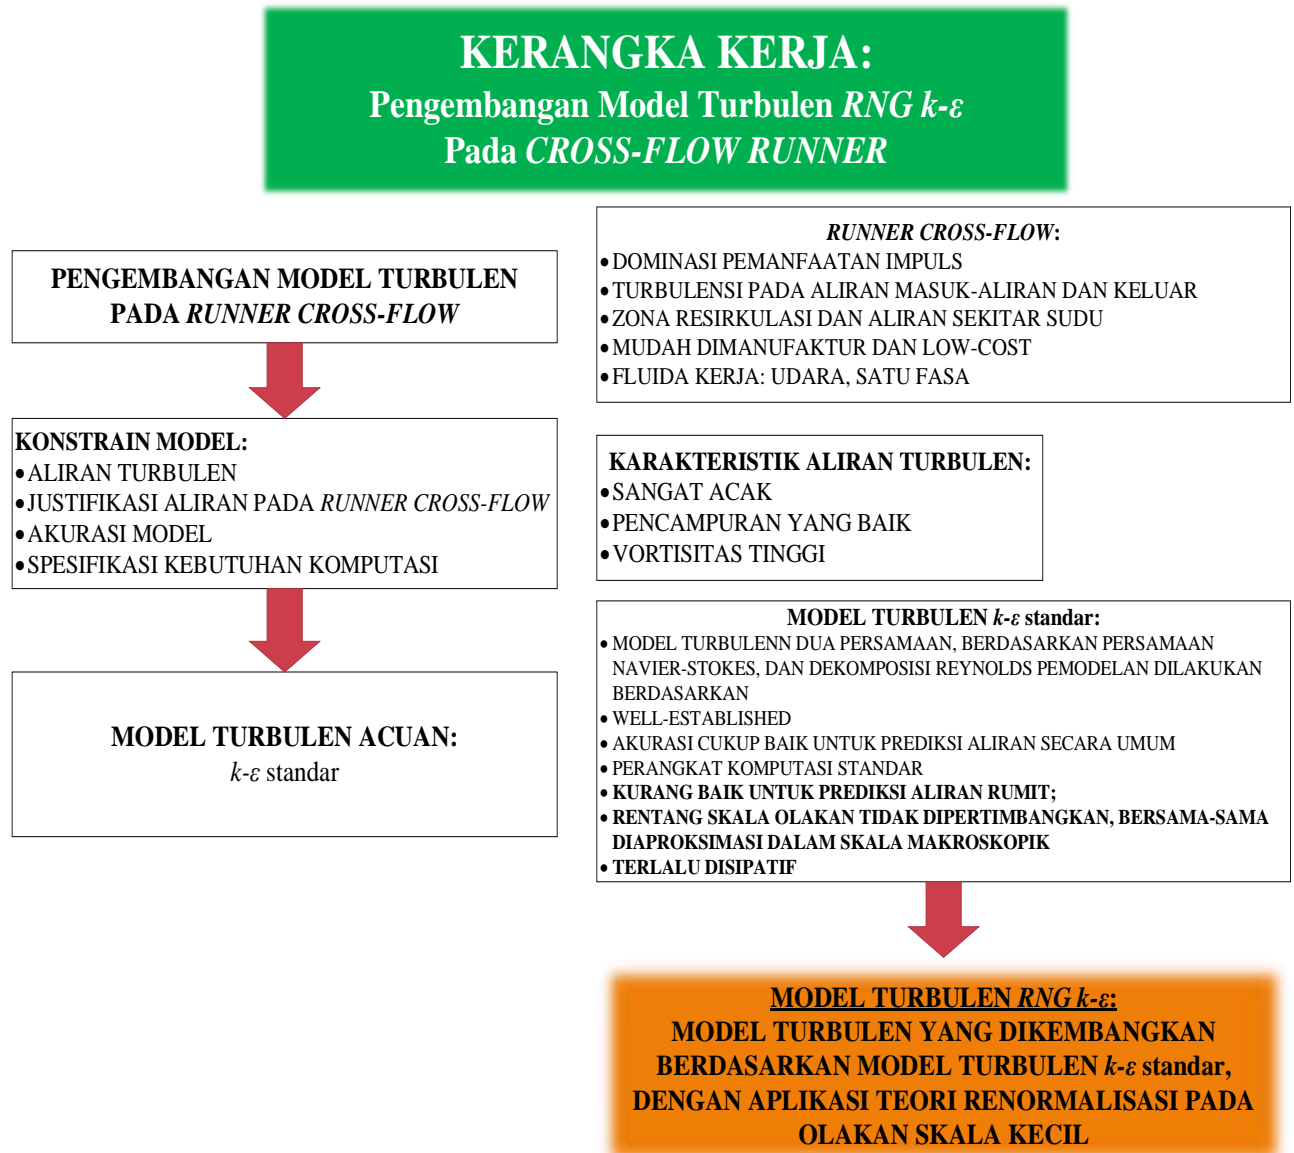 KERANGKA KERJA:
Pengembangan Model Turbulen RNG k-ε
Pada CROSS-FLOW RUNNER
PENGEMBANGAN MODEL TURBULEN
PADA RUNNER CROSS-FLOW
KONSTRAIN MODEL:
•ALIRAN TURBULEN
•JUSTIFIKASI ALIRAN PADA RUNNER CROSS-FLOW
•AKURASI MODEL
•SPESIFIKASI KEBUTUHAN KOMPUTASI
MODEL TURBULEN ACUAN:
k-ε standar
RUNNER CROSS-FLOW:
•DOMINASI PEMANFAATAN IMPULS
•TURBULENSI PADA ALIRAN MASUK-ALIRAN DAN KELUAR
•ZONA RESIRKULASI DAN ALIRAN SEKITAR SUDU
•MUDAH DIMANUFAKTUR DAN LOW-COST
•FLUIDA KERJA: UDARA, SATU FASA
KARAKTERISTIK ALIRAN TURBULEN:
•SANGAT ACAK
•PENCAMPURAN YANG BAIK
•VORTISITAS TINGGI
MODEL TURBULEN k-ε standar:
• MODEL TURBULENN DUA PERSAMAAN, BERDASARKAN PERSAMAAN
NAVIER-STOKES, DAN DEKOMPOSISI REYNOLDS PEMODELAN DILAKUKAN
BERDASARKAN
• WELL-ESTABLISHED
• AKURASI CUKUP BAIK UNTUK PREDIKSI ALIRAN SECARA UMUM
• PERANGKAT KOMPUTASI STANDAR
• KURANG BAIK UNTUK PREDIKSI ALIRAN RUMIT;
• RENTANG SKALA OLAKAN TIDAK DIPERTIMBANGKAN, BERSAMA-SAMA
DIAPROKSIMASI DALAM SKALA MAKROSKOPIK
• TERLALU DISIPATIF
MODEL TURBULEN RNG k-ε:
MODEL TURBULEN YANG DIKEMBANGKAN
BERDASARKAN MODEL TURBULEN k-ε standar,
DENGAN APLIKASI TEORI RENORMALISASI PADA
OLAKAN SKALA KECIL